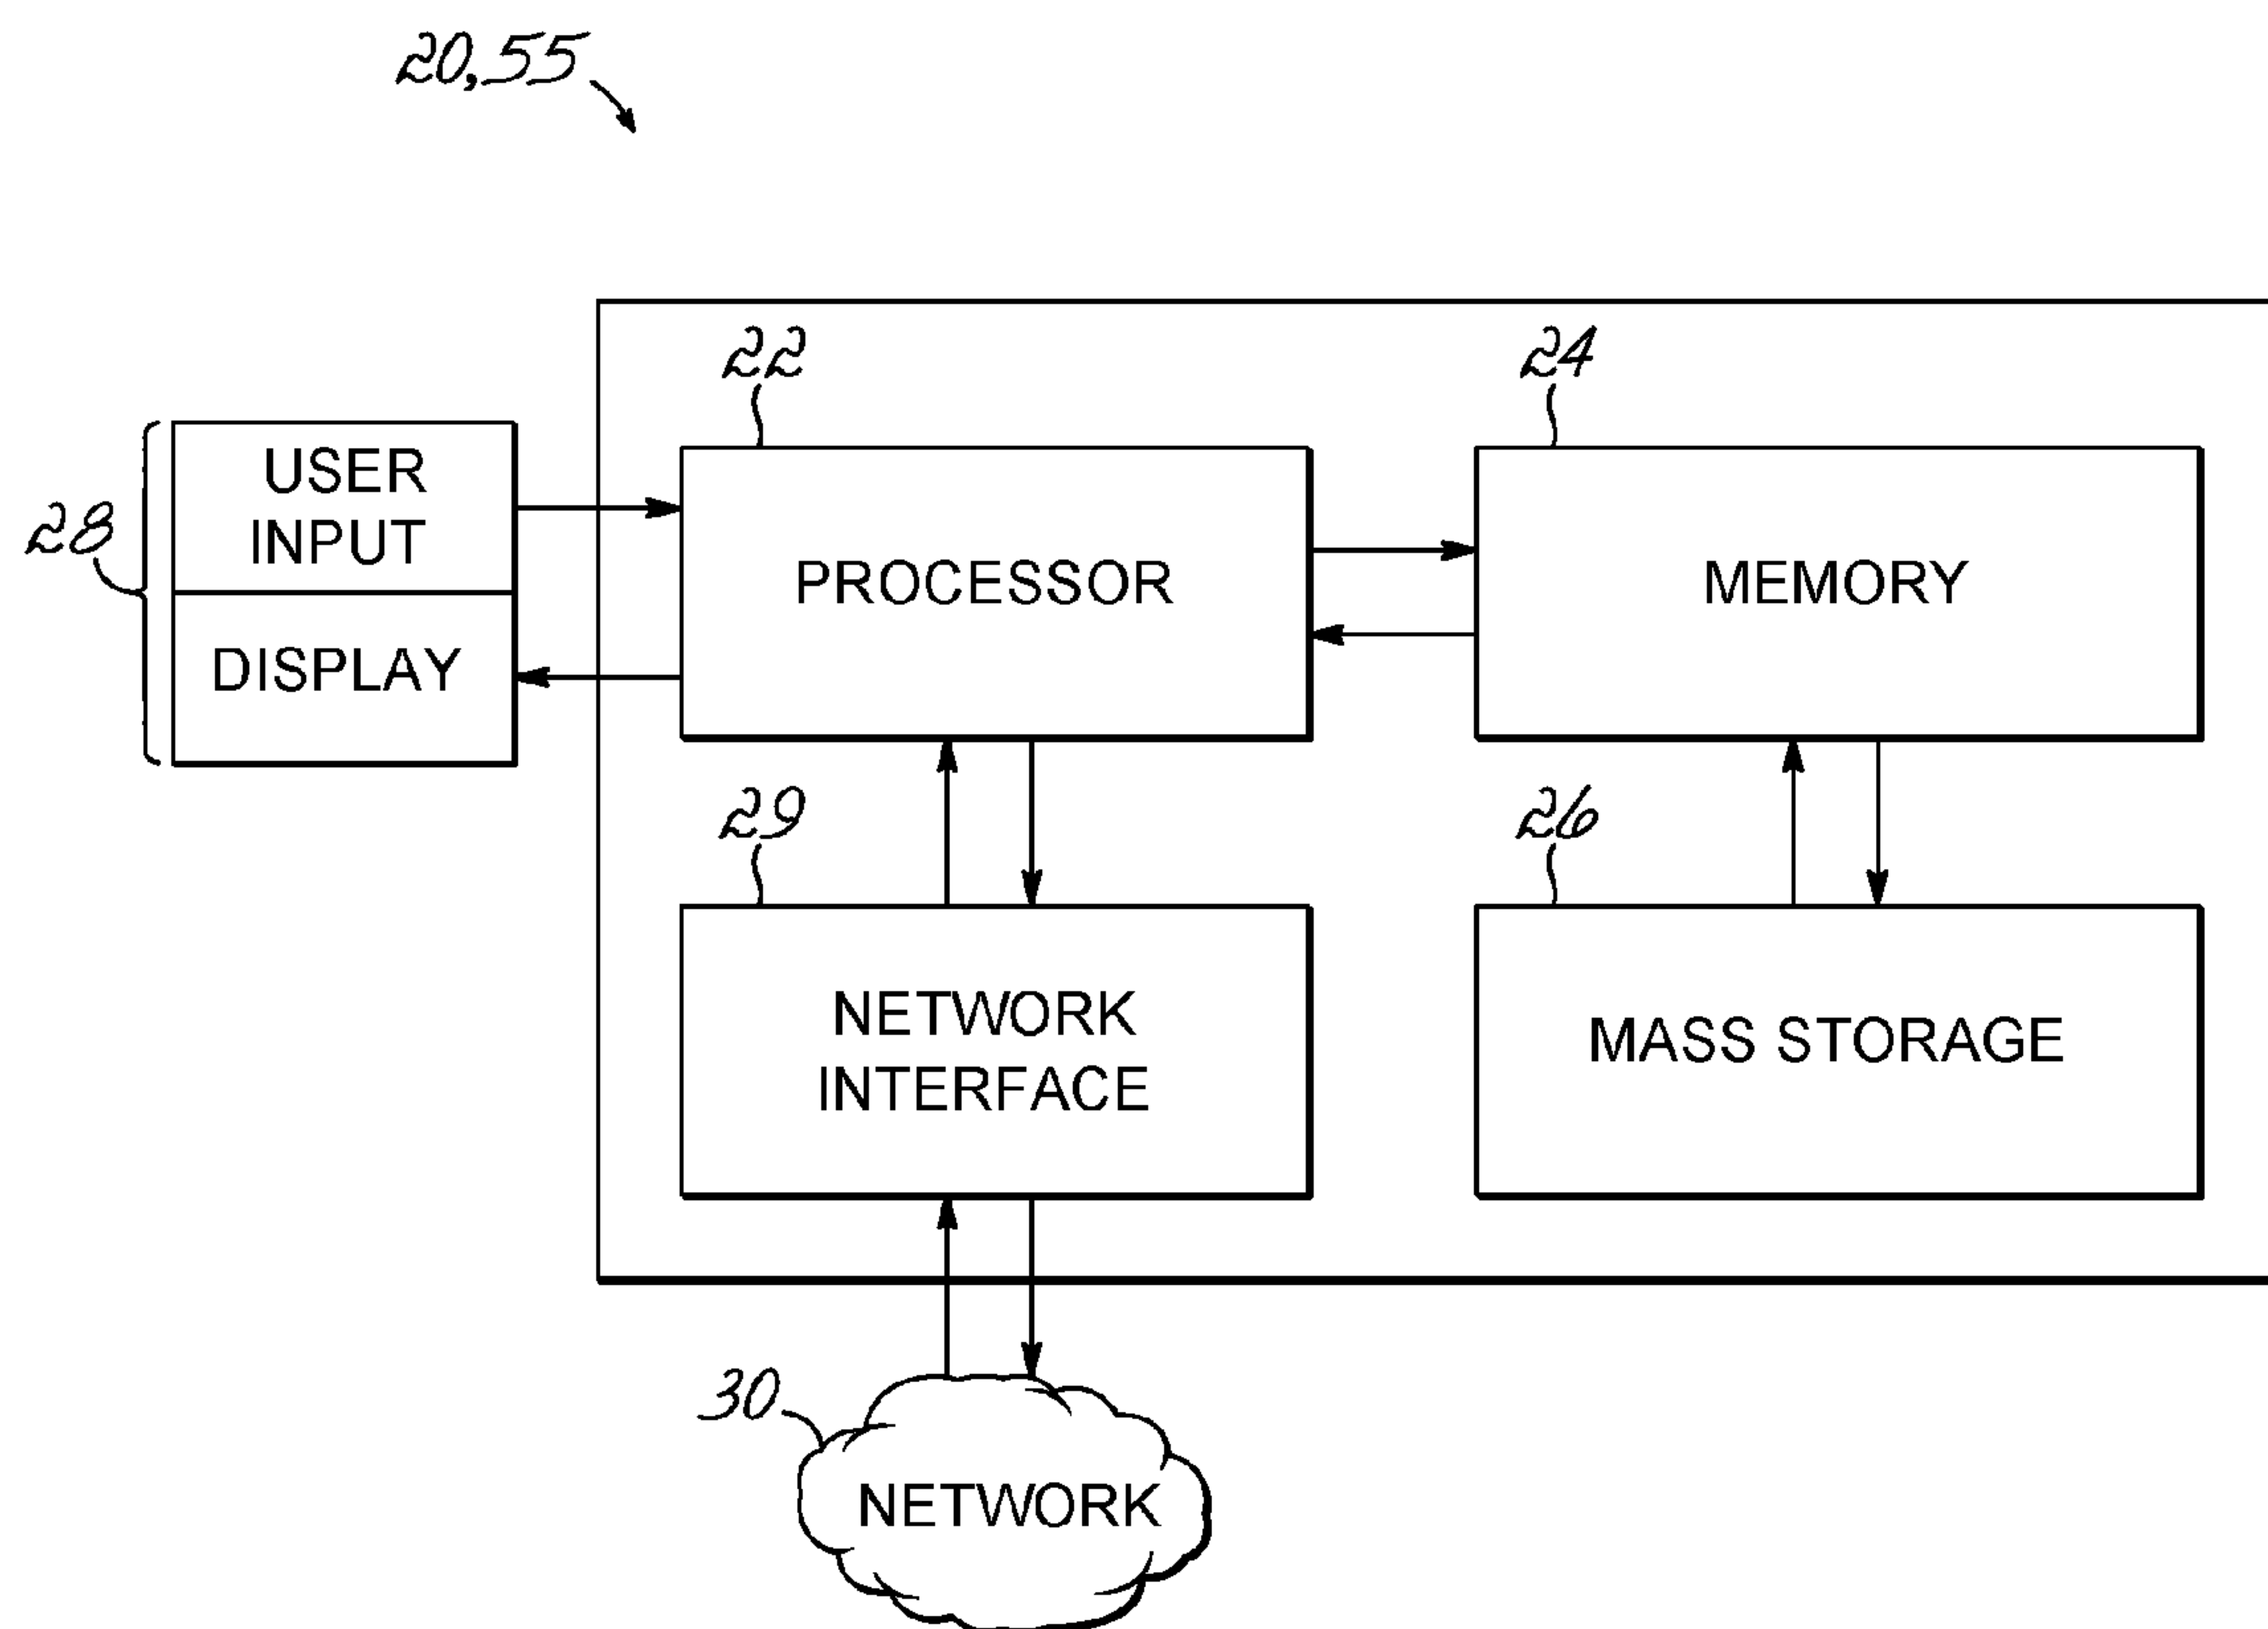 20,55
22
24
28
USER
INPUT
DISPLAY
PROCESSOR
MEMORY
29
26
NETWORK
INTERFACE
MASS STORAGE
30
NETWORK